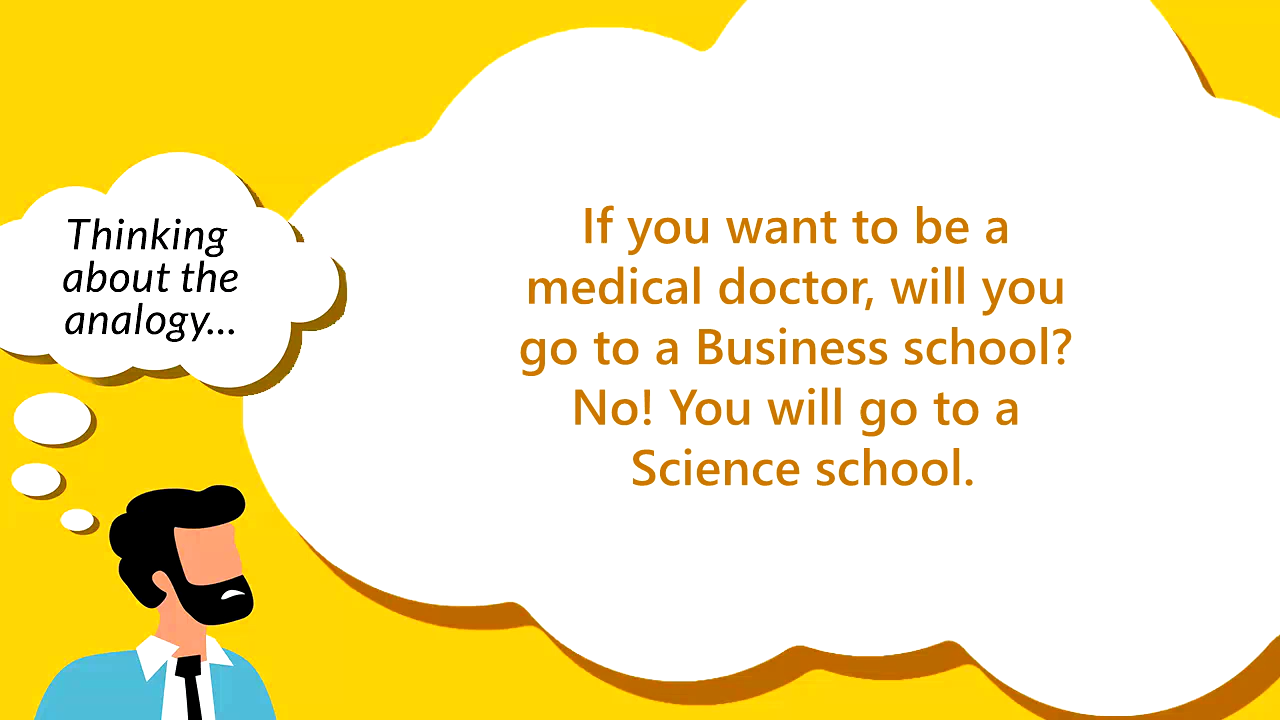 Thinking
about the
analogy...
If you want to be a
medical doctor, will you
go to a Business school?
No! You will go to a
Science school.